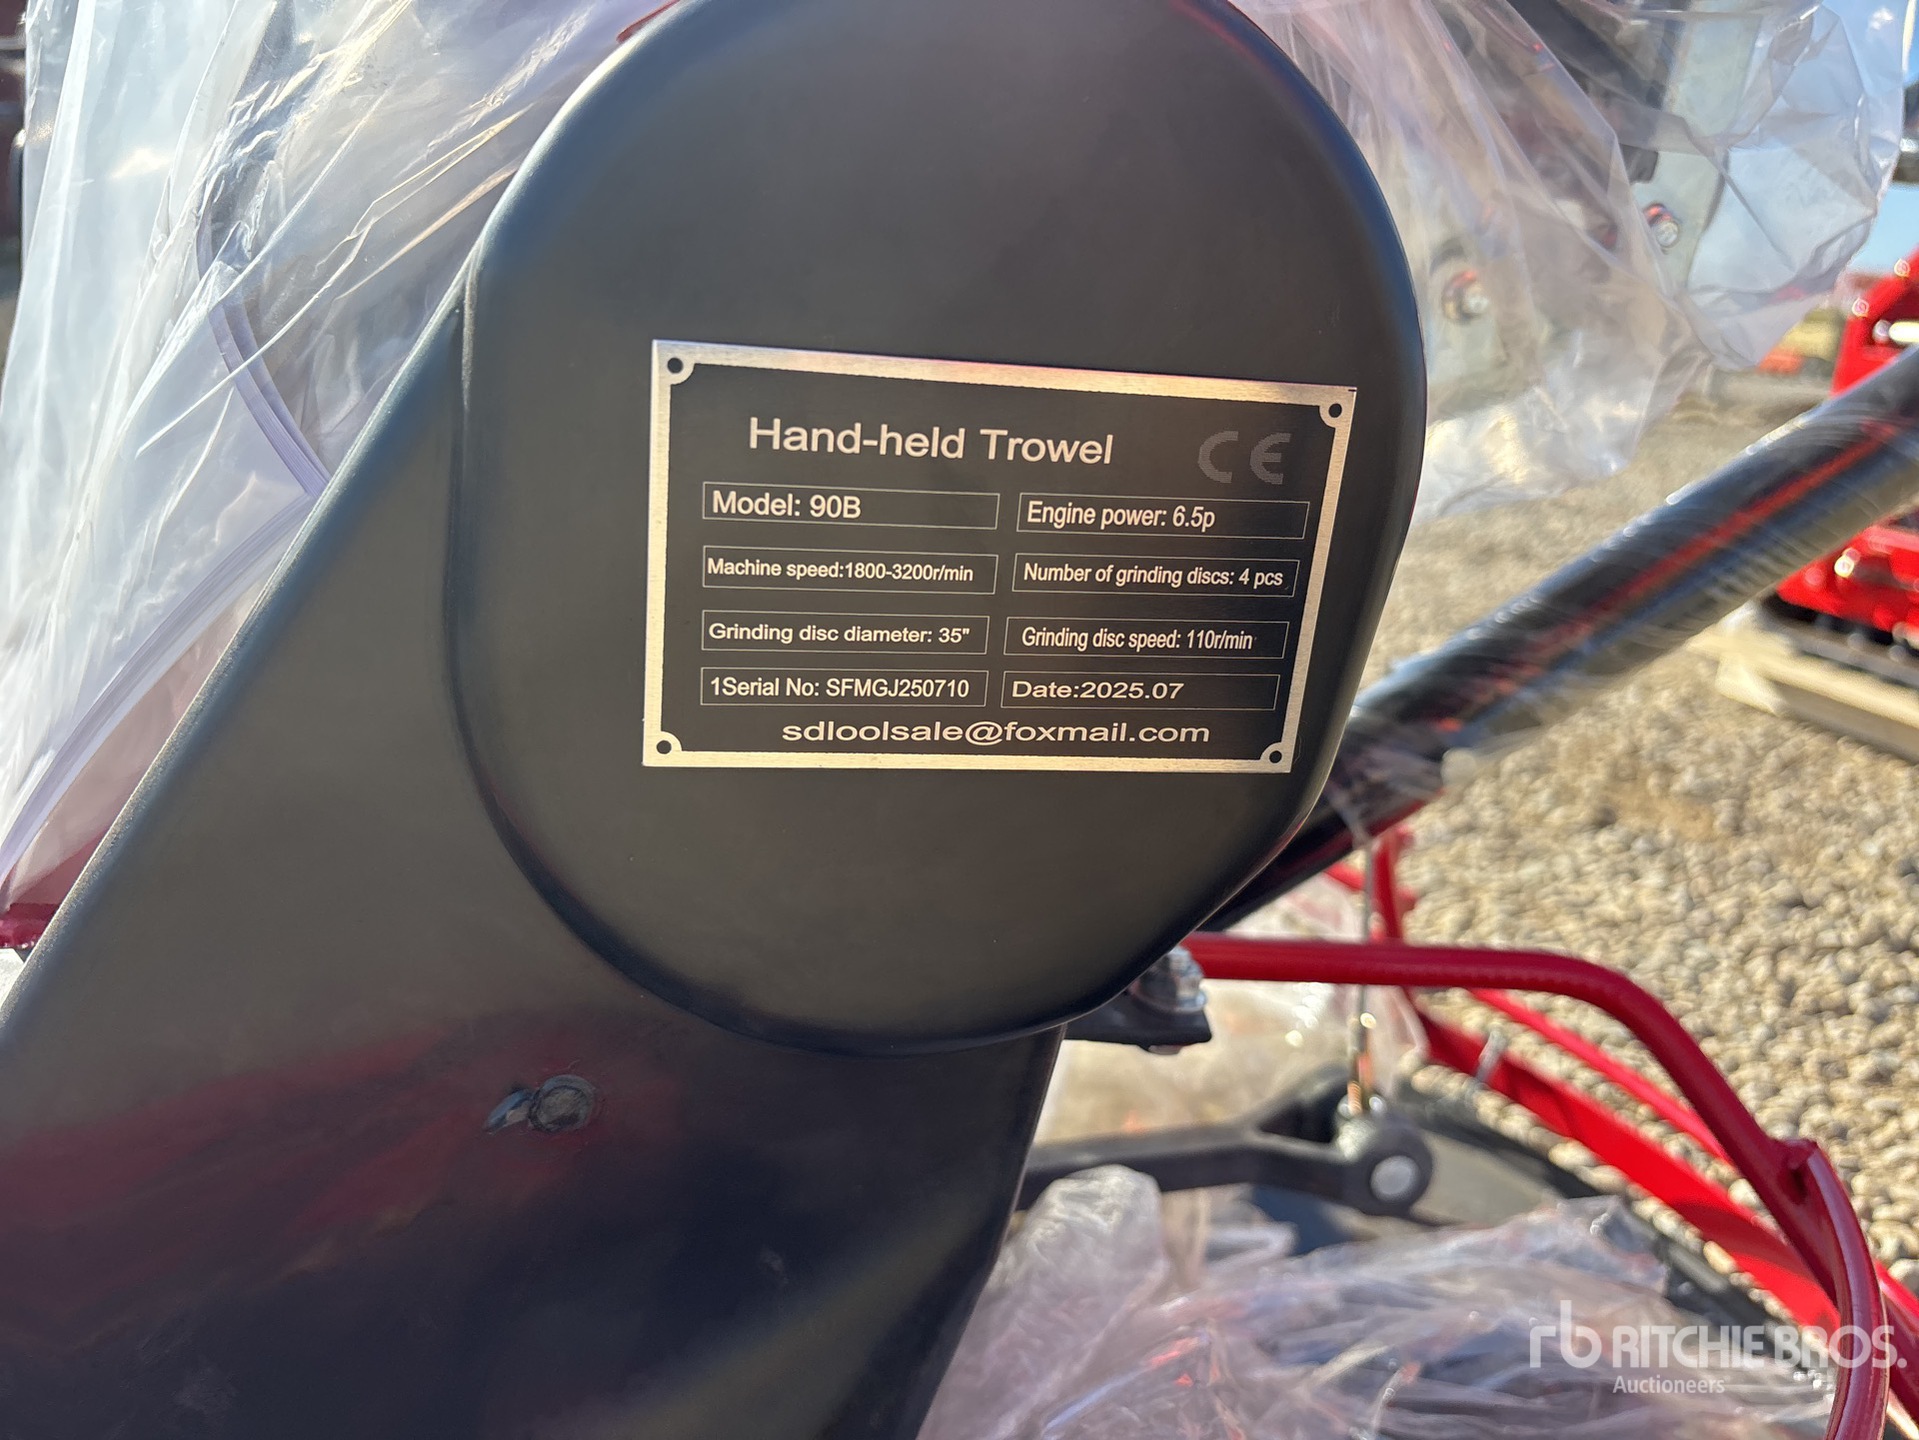 Hand-held Trowel CE
Model: 90B
Engine power: 6.5p
Machine speed:1800-3200r/min
Number of grinding discs: 4 pcs
Grinding disc diameter: 35"
Grinding disc speed: 110r/min
1Serial No: SFMGJ250710
Date:2025.07
sdloolsale@foxmail.com
rb RITCHIE BROS.
Auctioneers